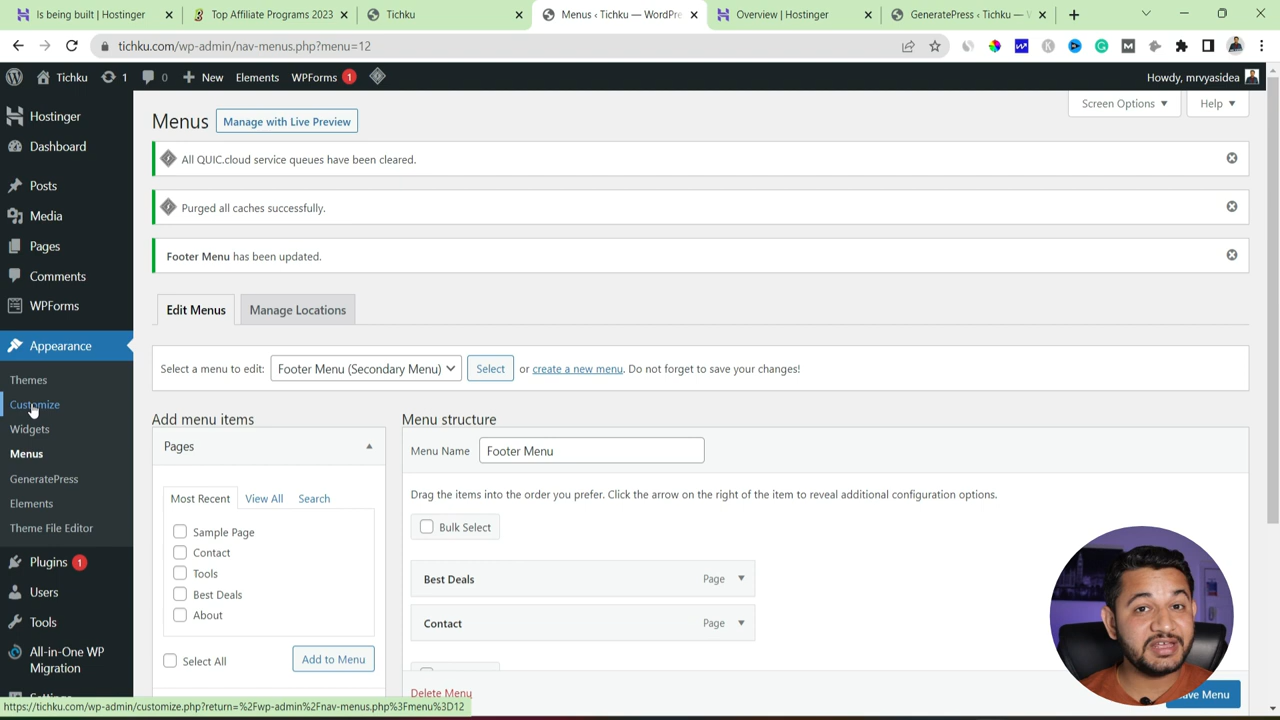 Is being built | Hostinger
Top Affiliate Programs 2023
Tichku
Menus ‹ Tichku — WordPre
Overview | Hostinger
GeneratePress ‹ Tichku — W
tichku.com/wp-admin/nav-menus.php?menu=12
Tichku
1
0
New
Elements
WPForms
1
Howdy, mrvyasidea
Hostinger
Dashboard
Posts
Media
Pages
Comments
WPForms
Appearance
Themes
Customize
Widgets
Menus
GeneratePress
Elements
Theme File Editor
Plugins 1
Users
Tools
All-in-One WP
Migration
Screen Options
Help
Menus
Manage with Live Preview
All QUIC.cloud service queues have been cleared.
Purged all caches successfully.
Footer Menu has been updated.
Edit Menus
Manage Locations
Select a menu to edit: Footer Menu (Secondary Menu) Select or create a new menu. Do not forget to save your changes!
Add menu items
Pages
Most Recent
View All
Search
Sample Page
Contact
Tools
Best Deals
About
Select All
Add to Menu
Menu structure
Menu Name Footer Menu
Drag the items into the order you prefer. Click the arrow on the right of the item to reveal additional configuration options.
Bulk Select
Best Deals Page
Contact Page
Delete Menu
Menu
https://tichku.com/wp-admin/customize.php?return=%2Fwp-admin%2Fnav-menus.php%3Fmenu%3D12